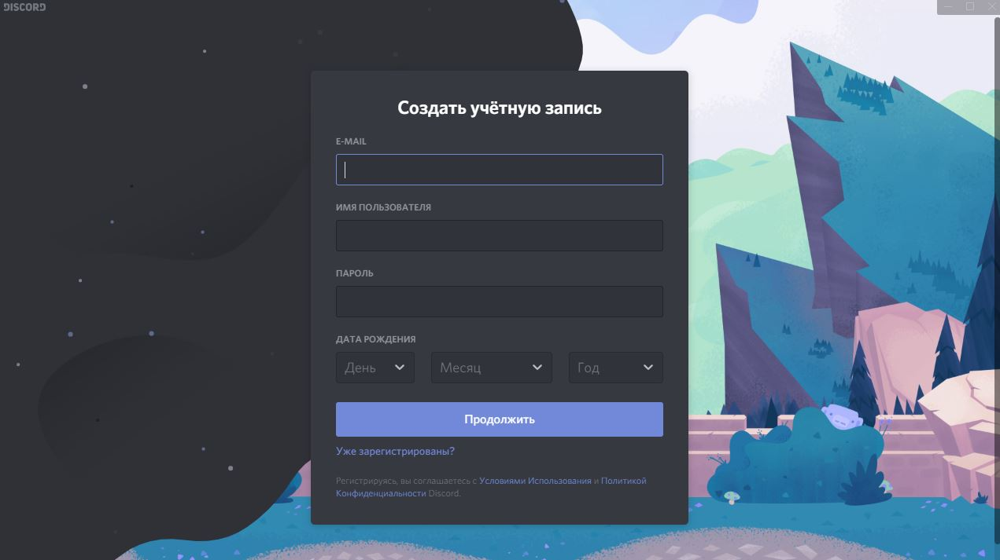 DISCORD
Создать учётную запись
E-MAIL
ИМЯ ПОЛЬЗОВАТЕЛЯ
ПАРОЛЬ
ДАТА РОЖДЕНИЯ
День Месяц Год
Продолжить
Уже зарегистрированы?
Регистрируясь, вы соглашаетесь с Условиями Использования и Политикой
Конфиденциальности Discord.